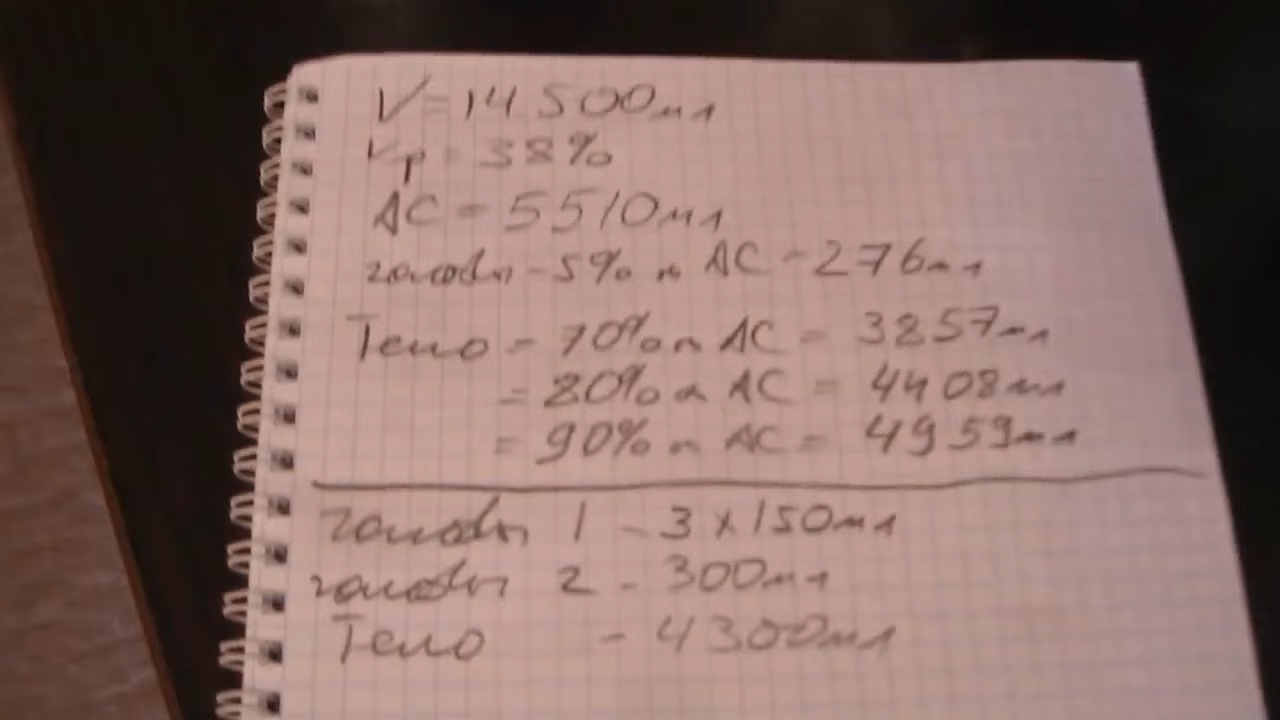 V = 14.500мл
Vр = 38%
АС = 5510мл
головы - 5% от АС - 276мл
Тело = 70% от АС = 3857мл
= 80% от АС = 4408мл
= 90% от АС = 4959мл
головы 1 - 3 х 150мл
головы 2 - 300мл
Тело - 4300мл